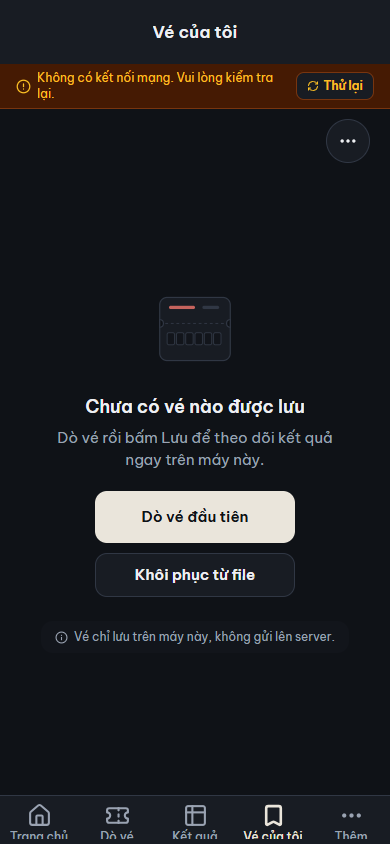 Vé của tôi
Không có kết nối mạng. Vui lòng kiểm tra
lại.
Thử lại
Chưa có vé nào được lưu
Dò vé rồi bấm Lưu để theo dõi kết quả
ngay trên máy này.
Dò vé đầu tiên
Khôi phục từ file
Vé chỉ lưu trên máy này, không gửi lên server.
Trang chủ
Dò vé
Kết quả
Vé của tôi
Thêm